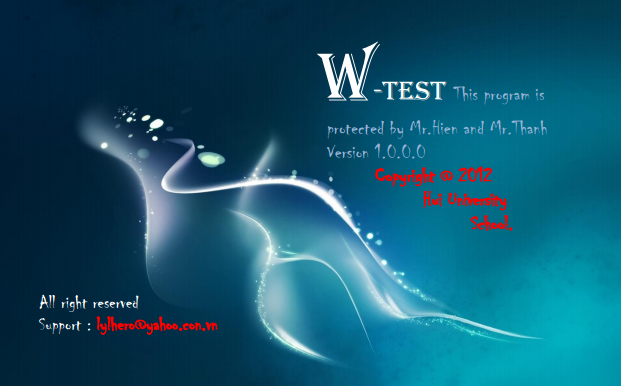 W-TEST This program is
protected by Mr.Hien and Mr.Thanh
Version 1.0.0.0
Copyright © 2012
University
School.
All right reserved
Support : lylhero@yahoo.con.vn